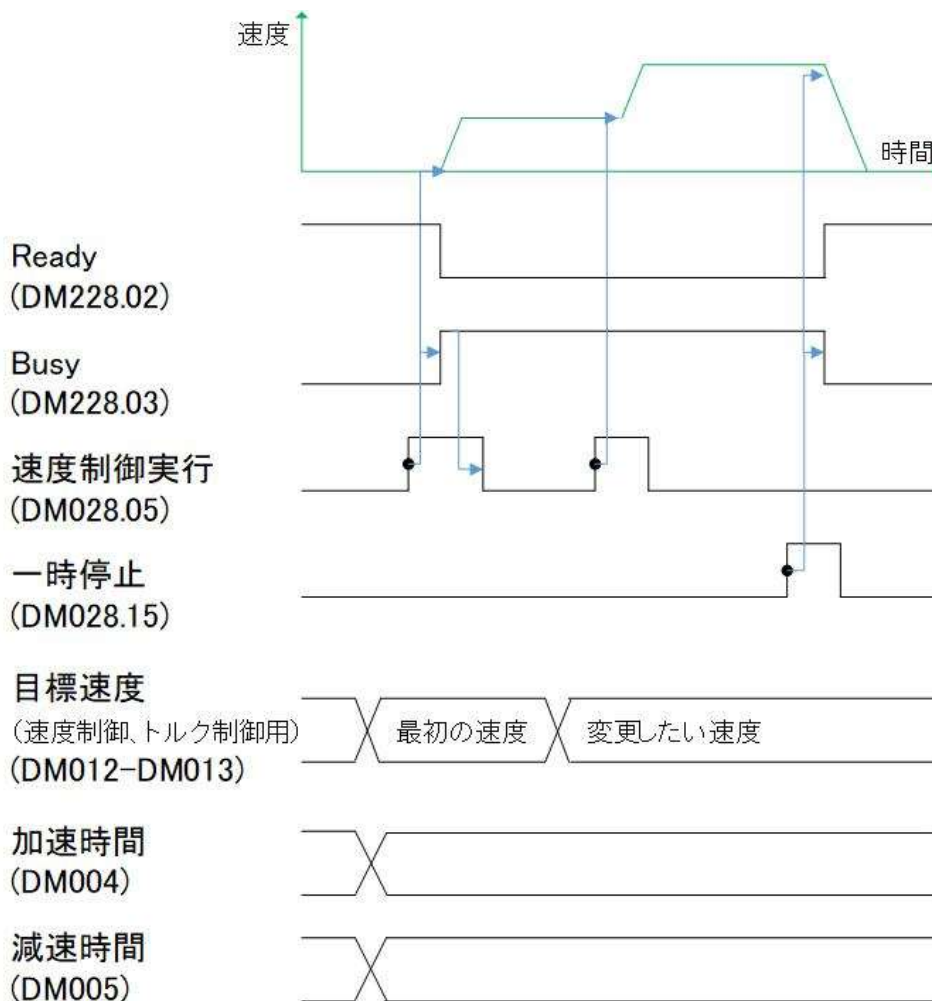 速度
時間
Ready
(DM228.02)
Busy
(DM228.03)
速度制御実行
(DM028.05)
一時停止
(DM028.15)
目標速度
(速度制御、トルク制御用)
(DM012-DM013)
最初の速度
変更したい速度
加速時間
(DM004)
減速時間
(DM005)